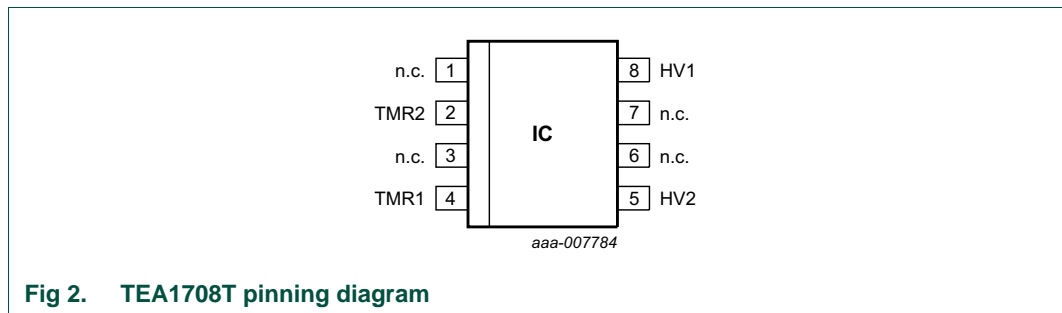 n.c. 1
8 HV1
TMR2 2
7 n.c.
IC
n.c. 3
6 n.c.
TMR1 4
5 HV2
aaa-007784
Fig 2. TEA1708T pinning diagram